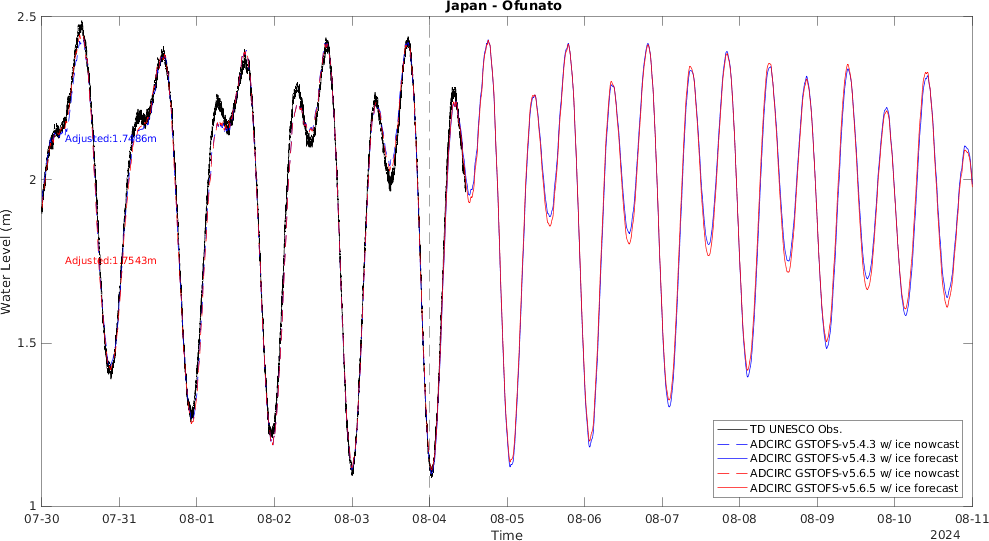 Japan - Ofunato
2.5
2
1.5
1
Water Level (m)
Adjusted:1.7486m
Adjusted:1.7543m
TD UNESCO Obs.
ADCIRC GSTOFS-v5.4.3 w/ ice nowcast
ADCIRC GSTOFS-v5.4.3 w/ ice forecast
ADCIRC GSTOFS-v5.6.5 w/ ice nowcast
ADCIRC GSTOFS-v5.6.5 w/ ice forecast
07-30 07-31 08-01 08-02 08-03 08-04 08-05 08-06 08-07 08-08 08-09 08-10 08-11
Time
2024